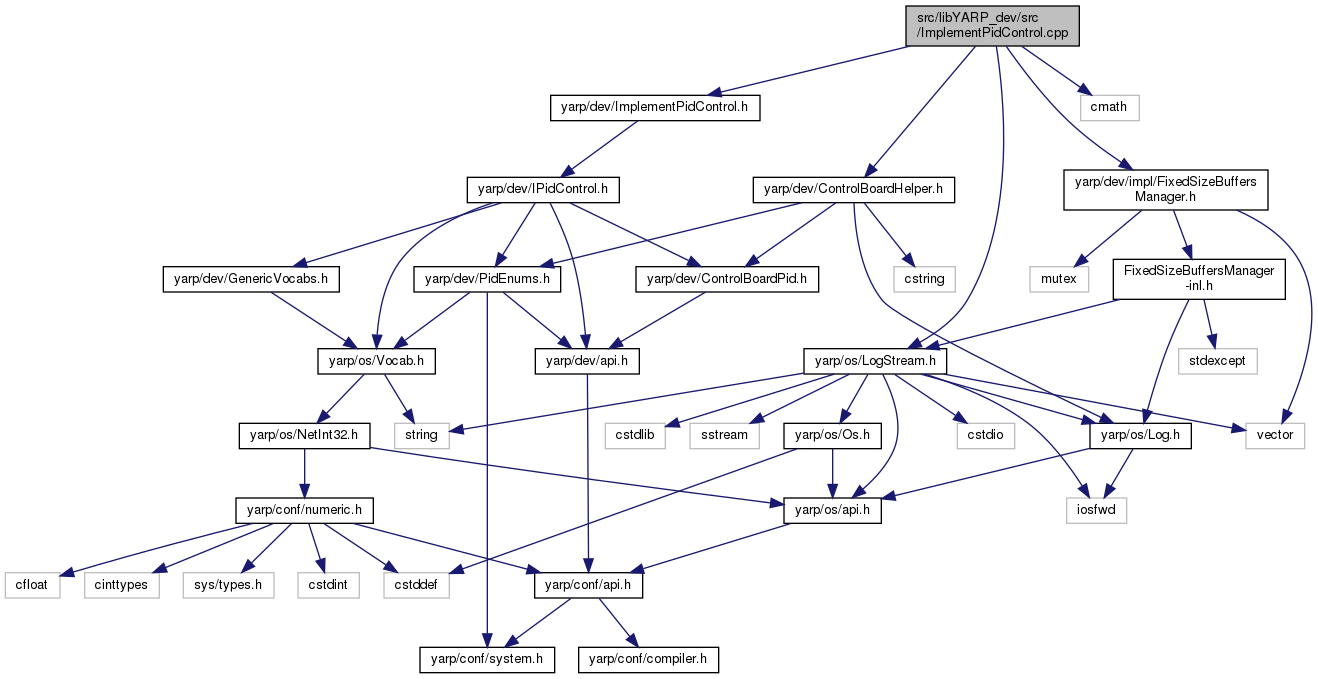 src/libYARP_dev/src
/ImplementPidControl.cpp
yarp/dev/ImplementPidControl.h
cmath
yarp/dev/IPidControl.h
yarp/dev/ControlBoardHelper.h
yarp/dev/impl/FixedSizeBuffers
Manager.h
yarp/dev/GenericVocabs.h
yarp/dev/PidEnums.h
yarp/dev/ControlBoardPid.h
cstring
mutex
FixedSizeBuffersManager
-inl.h
yarp/os/Vocab.h
yarp/dev/api.h
yarp/os/LogStream.h
stdexcept
yarp/os/NetInt32.h
string
cstdlib
sstream
yarp/os/Os.h
cstdio
yarp/os/Log.h
vector
yarp/conf/numeric.h
yarp/os/api.h
iosfwd
cfloat
cinttypes
sys/types.h
cstdint
cstddef
yarp/conf/api.h
yarp/conf/system.h
yarp/conf/compiler.h